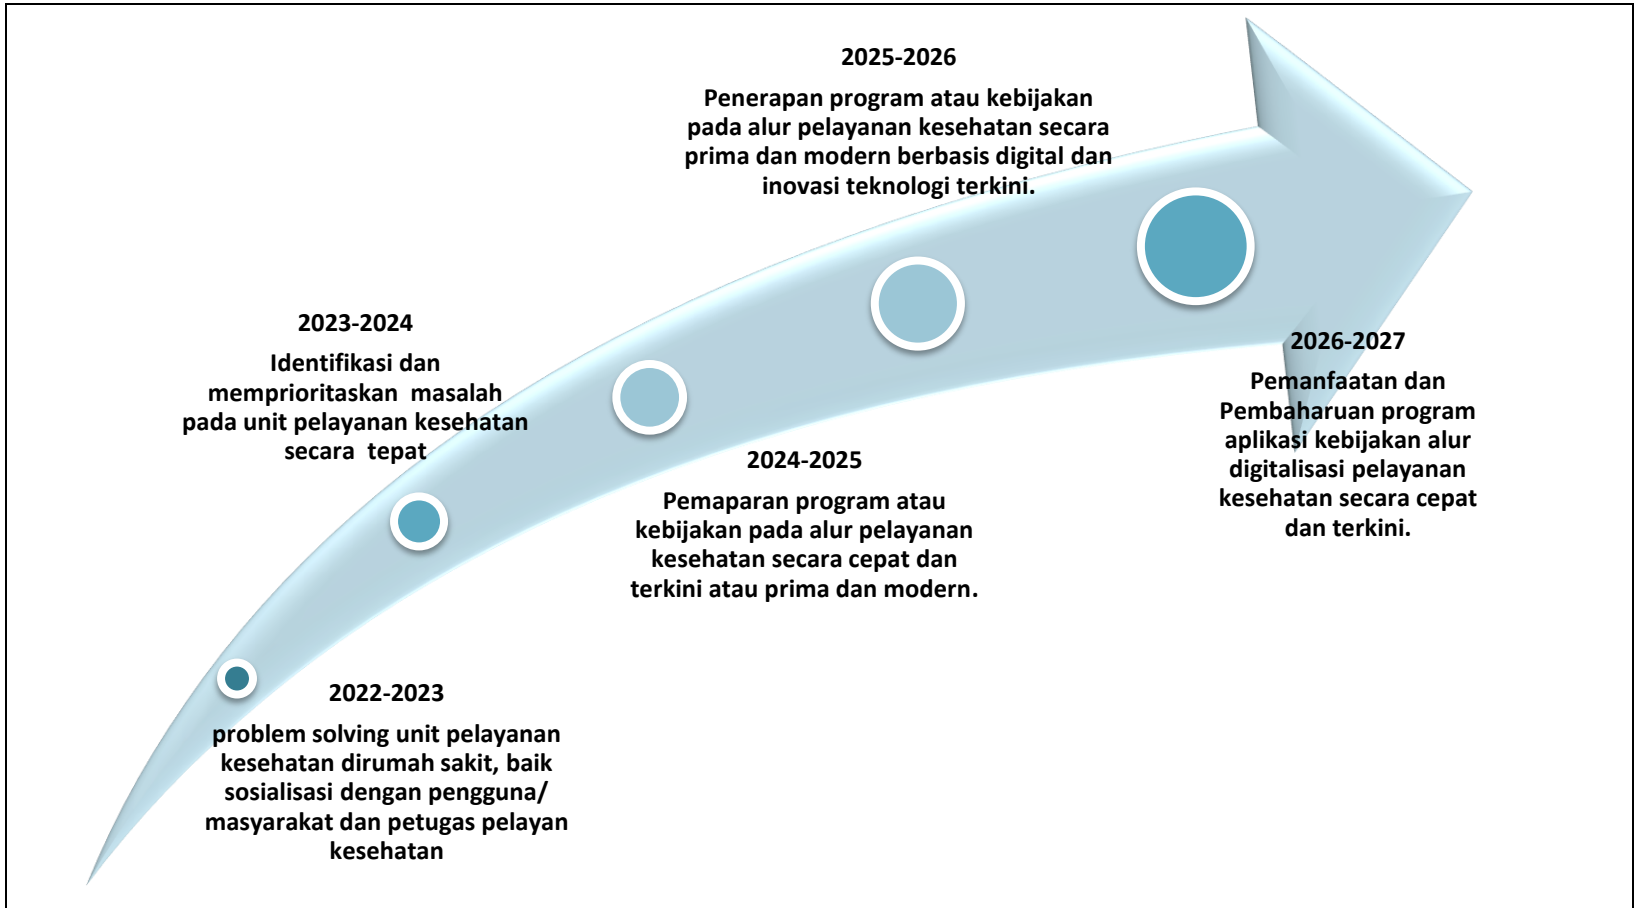 2022-2023
problem solving unit pelayanan
kesehatan dirumah sakit, baik
sosialisasi dengan pengguna/
masyarakat dan petugas pelayan
kesehatan
2023-2024
Identifikasi dan
memprioritaskan masalah
pada unit pelayanan kesehatan
secara tepat
2024-2025
Pemaparan program atau
kebijakan pada alur pelayanan
kesehatan secara cepat dan
terkini atau prima dan modern.
2025-2026
Penerapan program atau kebijakan
pada alur pelayanan kesehatan secara
prima dan modern berbasis digital dan
inovasi teknologi terkini.
2026-2027
Pemanfaatan dan
Pembaharuan program
aplikasi kebijakan alur
digitalisasi pelayanan
kesehatan secara cepat
dan terkini.